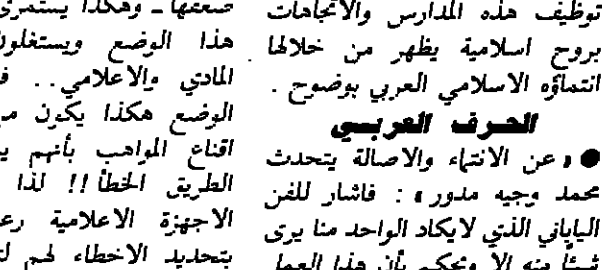 توظيف هذه المدارس والاتجاهات
بروح اسلامية يظهر من خلالها
انتماؤه الاسلامي العربي بوضوح .
الحرف العربي
● « عن الانتماء والاصالة يتحدث
محمد وجيه مدور » : فاشار للفن
الياباني الذي لايكاد الواحد منا يرى
شيئاً منه الا ويحكم بأن هذا العمل
ضعفها ـ وهكذا يستمرىء
هذا الوضع ويستغلون
المادي والاعلامي ..
الوضع هكذا يكون
اقناع المواهب بأنهم
الطريق الخطأ !! لذا
الاجهزة الاعلامية
بتحديد الاخطاء لهم